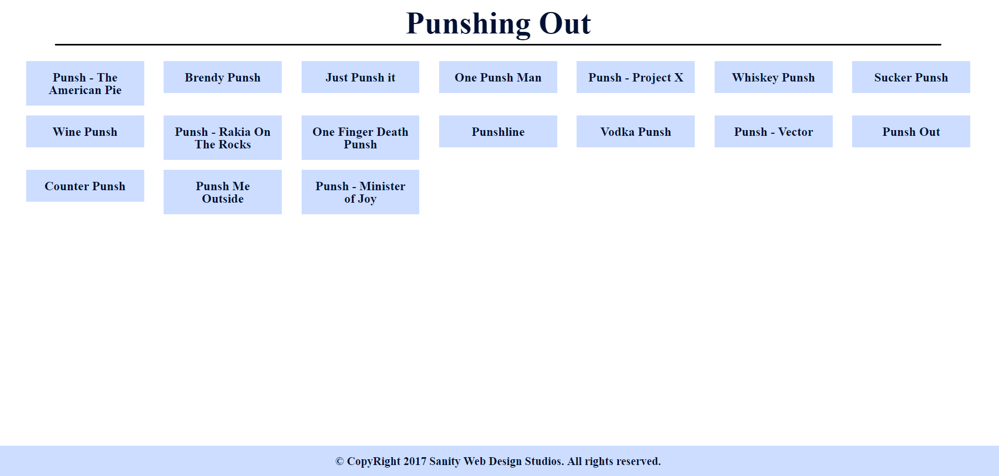 Punshing Out
Punsh - The
American Pie
Brendy Punsh
Just Punsh it
One Punsh Man
Punsh - Project X
Whiskey Punsh
Sucker Punsh
Wine Punsh
Punsh - Rakia On
The Rocks
One Finger Death
Punsh
Punshline
Vodka Punsh
Punsh - Vector
Punsh Out
Counter Punsh
Punsh Me
Outside
Punsh - Minister
of Joy
© CopyRight 2017 Sanity Web Design Studios. All rights reserved.